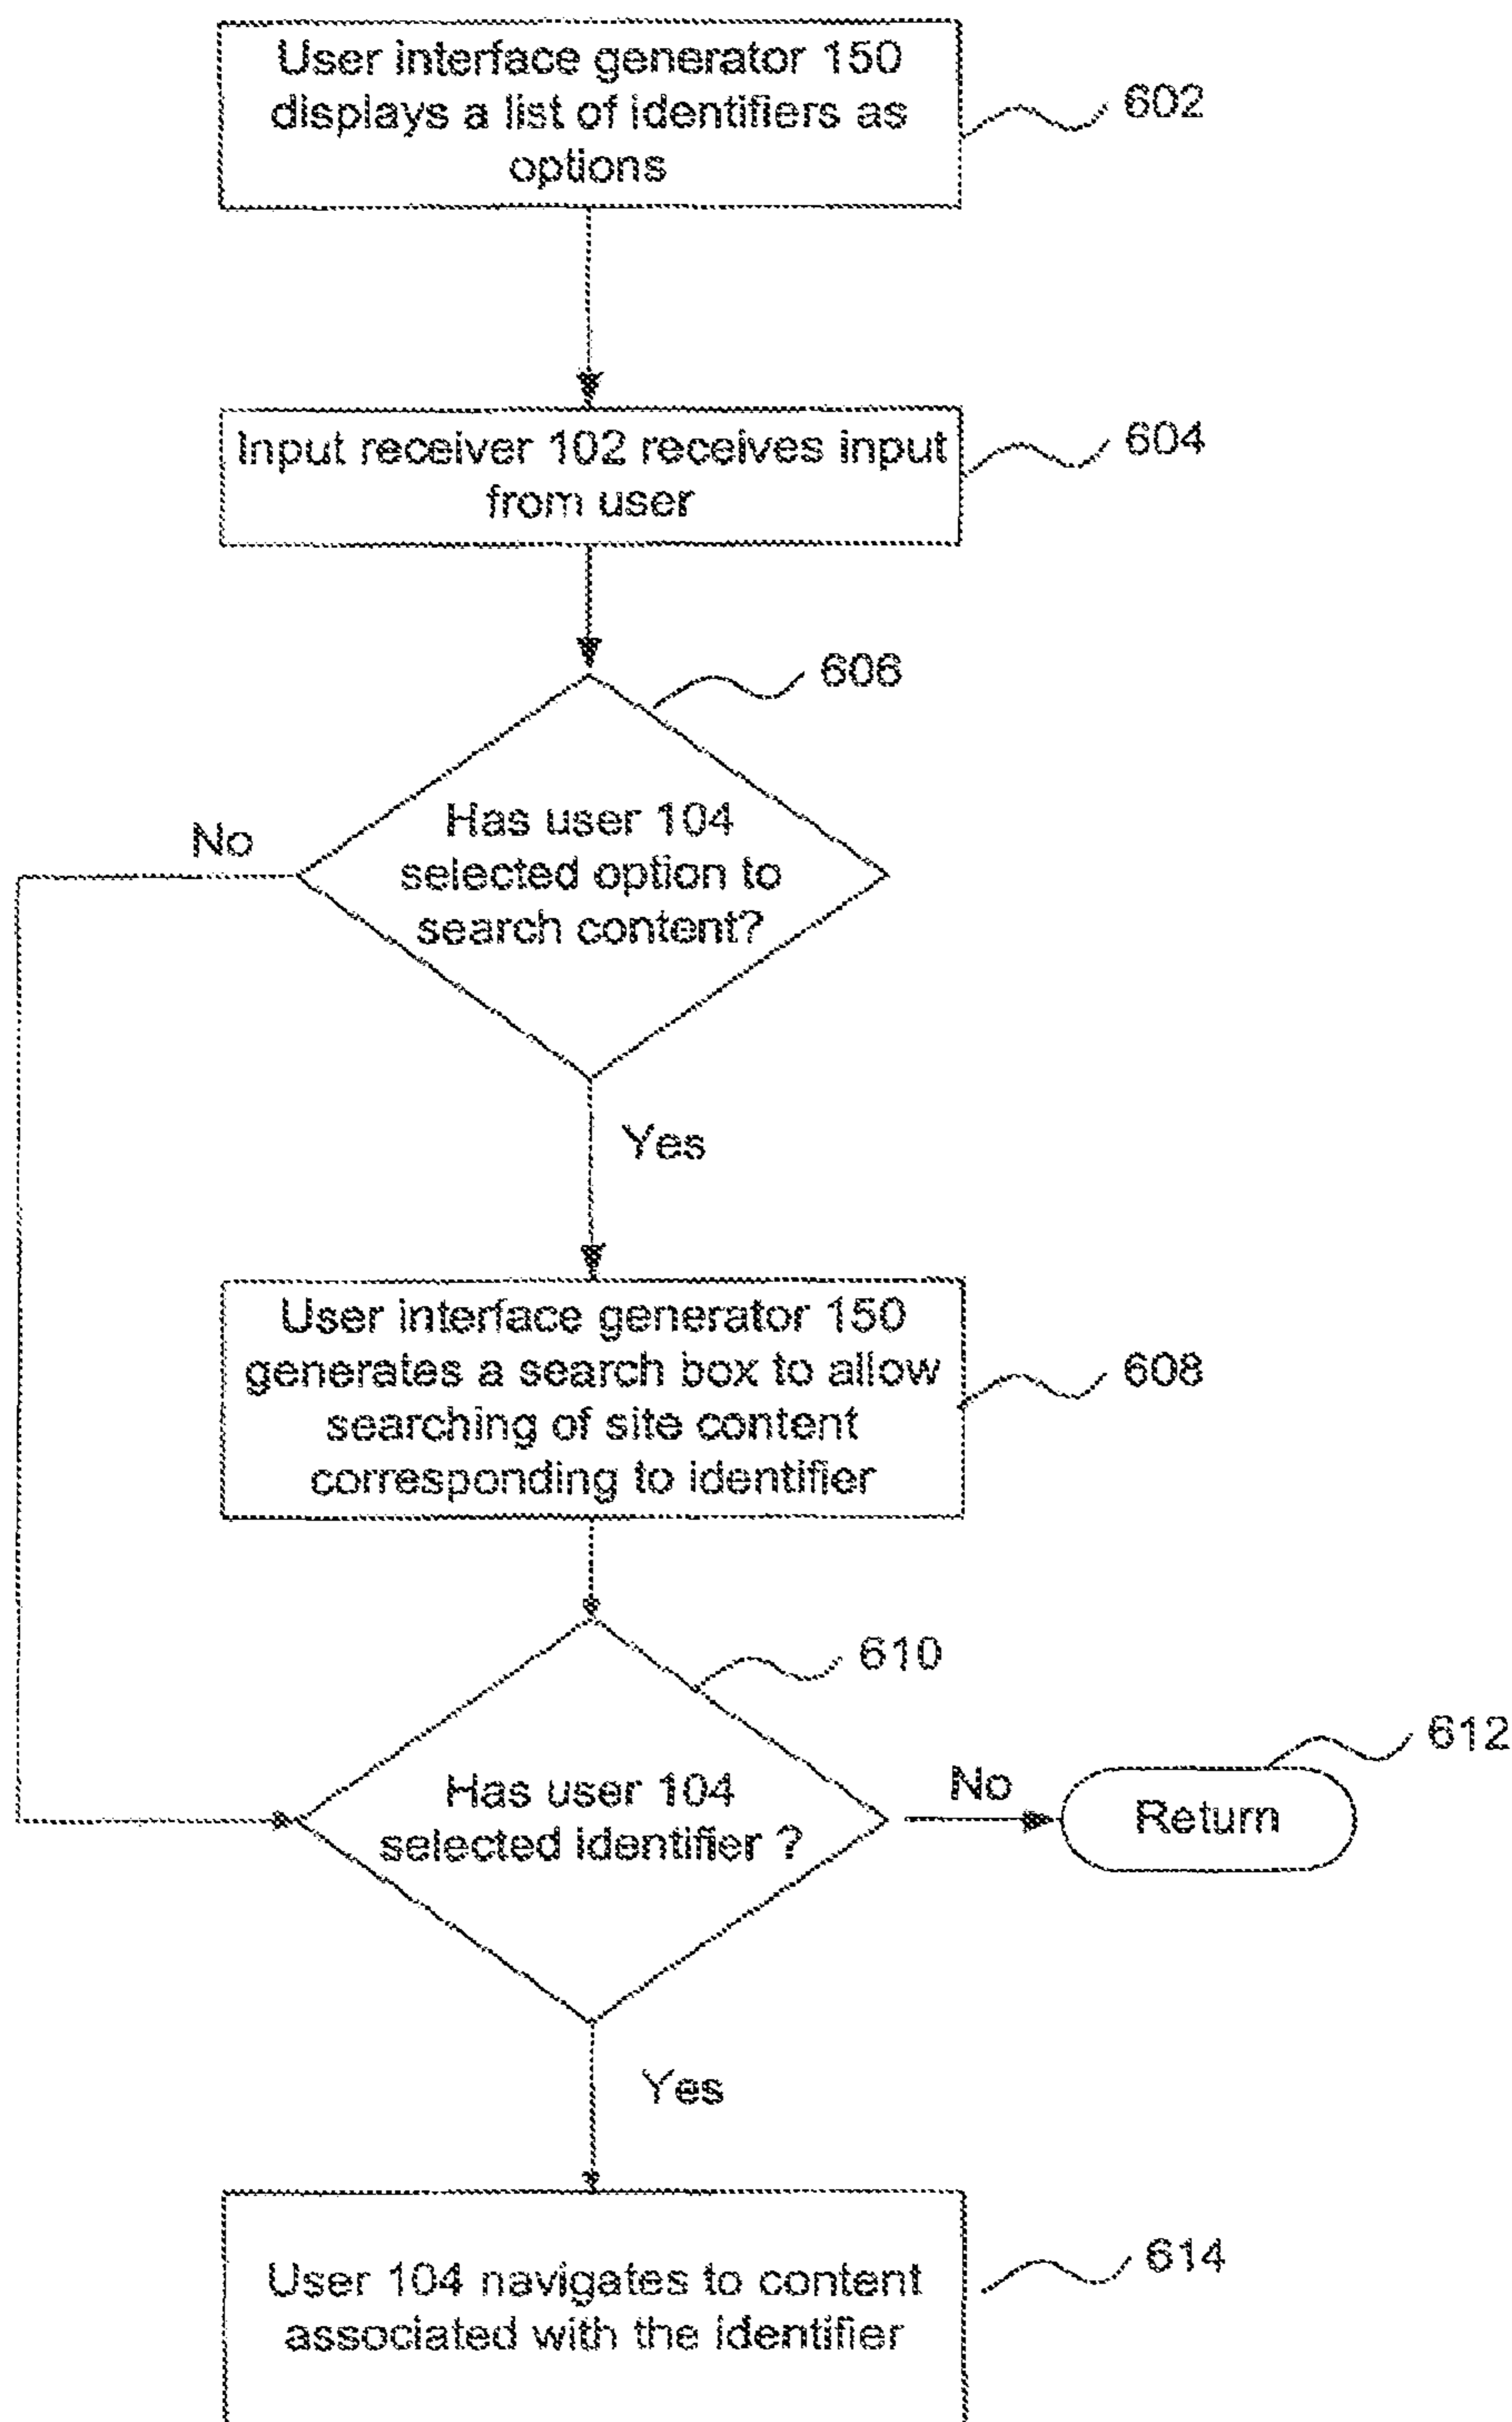 User interface generator 150
displays a list of identifiers as
options
602
Input receiver 102 receives input
from user
604
606
Has user 104
selected option to
search content?
No
Yes
User interface generator 150
generates a search box to allow
searching of site content
corresponding to identifier
608
610
Has user 104
selected identifier ?
No
612
Return
Yes
User 104 navigates to content
associated with the identifier
614